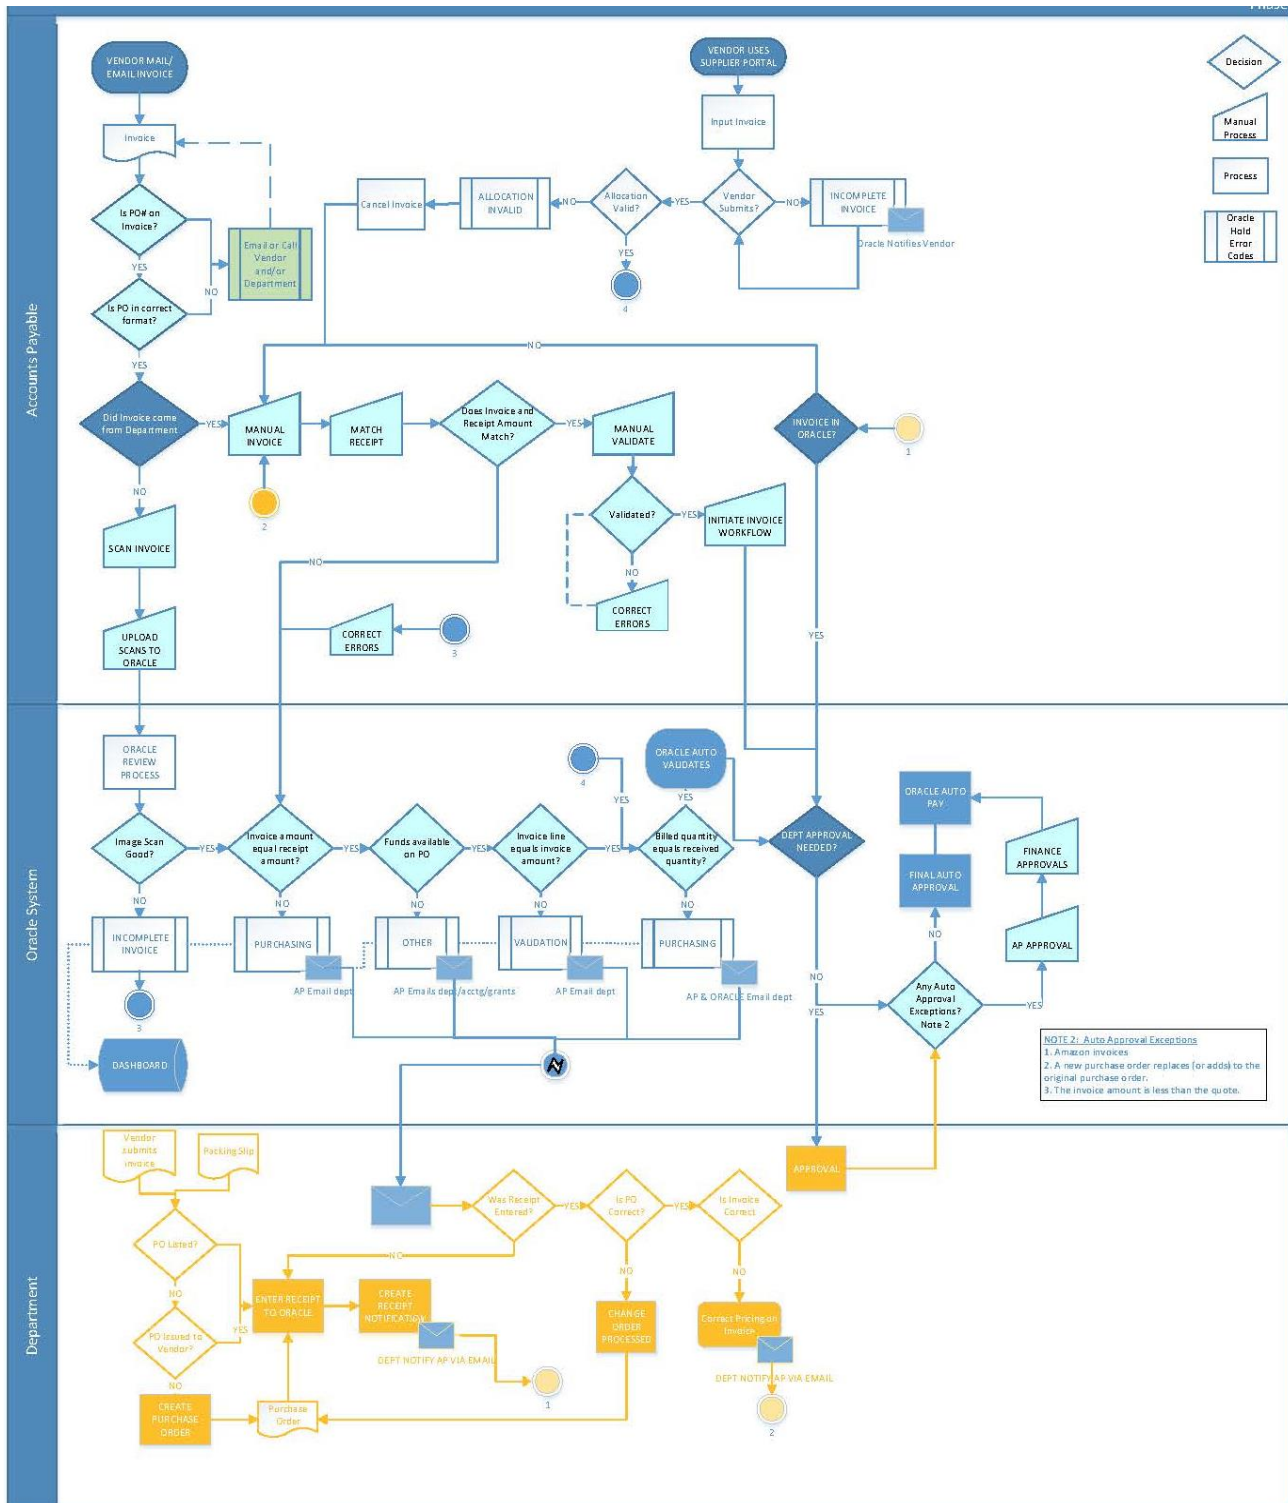 Phase
Accounts Payable
VENDOR MAIL/
EMAIL INVOICE
Invoice
Is PO# on
Invoice?
YES
NO
Email or Call
Vendor
and/or
Department
Is PO in correct
format?
YES
Did Invoice come
from Department
YES
NO
SCAN INVOICE
UPLOAD
SCANS TO
ORACLE
VENDOR USES
SUPPLIER PORTAL
Input Invoice
Vendor
Submits?
NO
INCOMPLETE
INVOICE
Oracle Notifies Vendor
YES
Allocation
Valid?
NO
ALLOCATION
INVALID
Cancel Invoice
YES
4
Decision
Manual
Process
Process
Oracle
Hold
Error
Codes
NO
MANUAL
INVOICE
2
MATCH
RECEIPT
Does Invoice and
Receipt Amount
Match?
YES
NO
MANUAL
VALIDATE
Validated?
YES
INITIATE INVOICE
WORKFLOW
NO
CORRECT
ERRORS
INVOICE IN
ORACLE?
1
YES
CORRECT
ERRORS
3
Oracle System
ORACLE
REVIEW
PROCESS
Image Scan
Good?
YES
NO
INCOMPLETE
INVOICE
3
DASHBOARD
Invoice amount
equal receipt
amount?
YES
NO
PURCHASING
AP Email dept
Funds available
on PO
YES
NO
OTHER
AP Emails dept/acctg/grants
Invoice line
equals invoice
amount?
YES
NO
VALIDATION
AP Email dept
4
YES
ORACLE AUTO
VALIDATES
YES
Billed quantity
equals received
quantity?
YES
NO
PURCHASING
AP & ORACLE Email dept
DEPT APPROVAL
NEEDED?
NO
YES
ORACLE AUTO
PAY
FINAL AUTO
APPROVAL
NO
Any Auto
Approval
Exceptions?
Note 2
YES
AP APPROVAL
FINANCE
APPROVALS
NOTE 2: Auto Approval Exceptions
1. Amazon invoices
2. A new purchase order replaces (or adds) to the
original purchase order.
3. The invoice amount is less than the quote.
Department
Vendor
submits
invoice
Packing Slip
PO Listed?
NO
YES
PO Issued to
Vendor?
NO
CREATE
PURCHASE
ORDER
Purchase
Order
ENTER RECEIPT
TO ORACLE
CREATE
RECEIPT
NOTIFICATION
DEPT NOTIFY AP VIA EMAIL
1
Was Receipt
Entered?
NO
YES
Is PO
Correct?
YES
NO
CHANGE
ORDER
PROCESSED
Is Invoice
Correct
NO
Correct Pricing on
Invoice
DEPT NOTIFY AP VIA EMAIL
2
APPROVAL